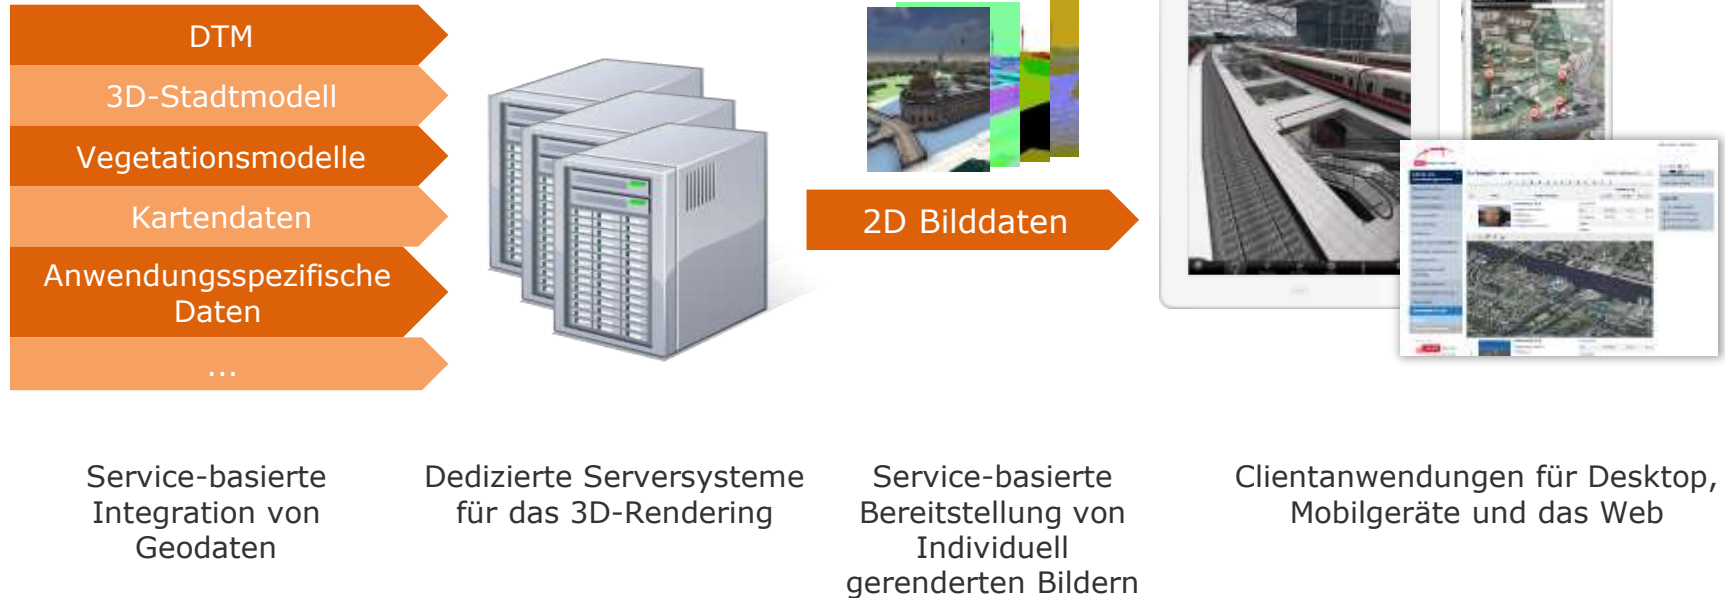 DTM
3D-Stadtmodell
Vegetationsmodelle
Kartendaten
Anwendungsspezifische
Daten
...
2D Bilddaten
Service-basierte
Integration von
Geodaten
Dedizierte Serversysteme
für das 3D-Rendering
Service-basierte
Bereitstellung von
Individuell
gerenderten Bildern
Clientanwendungen für Desktop,
Mobilgeräte und das Web